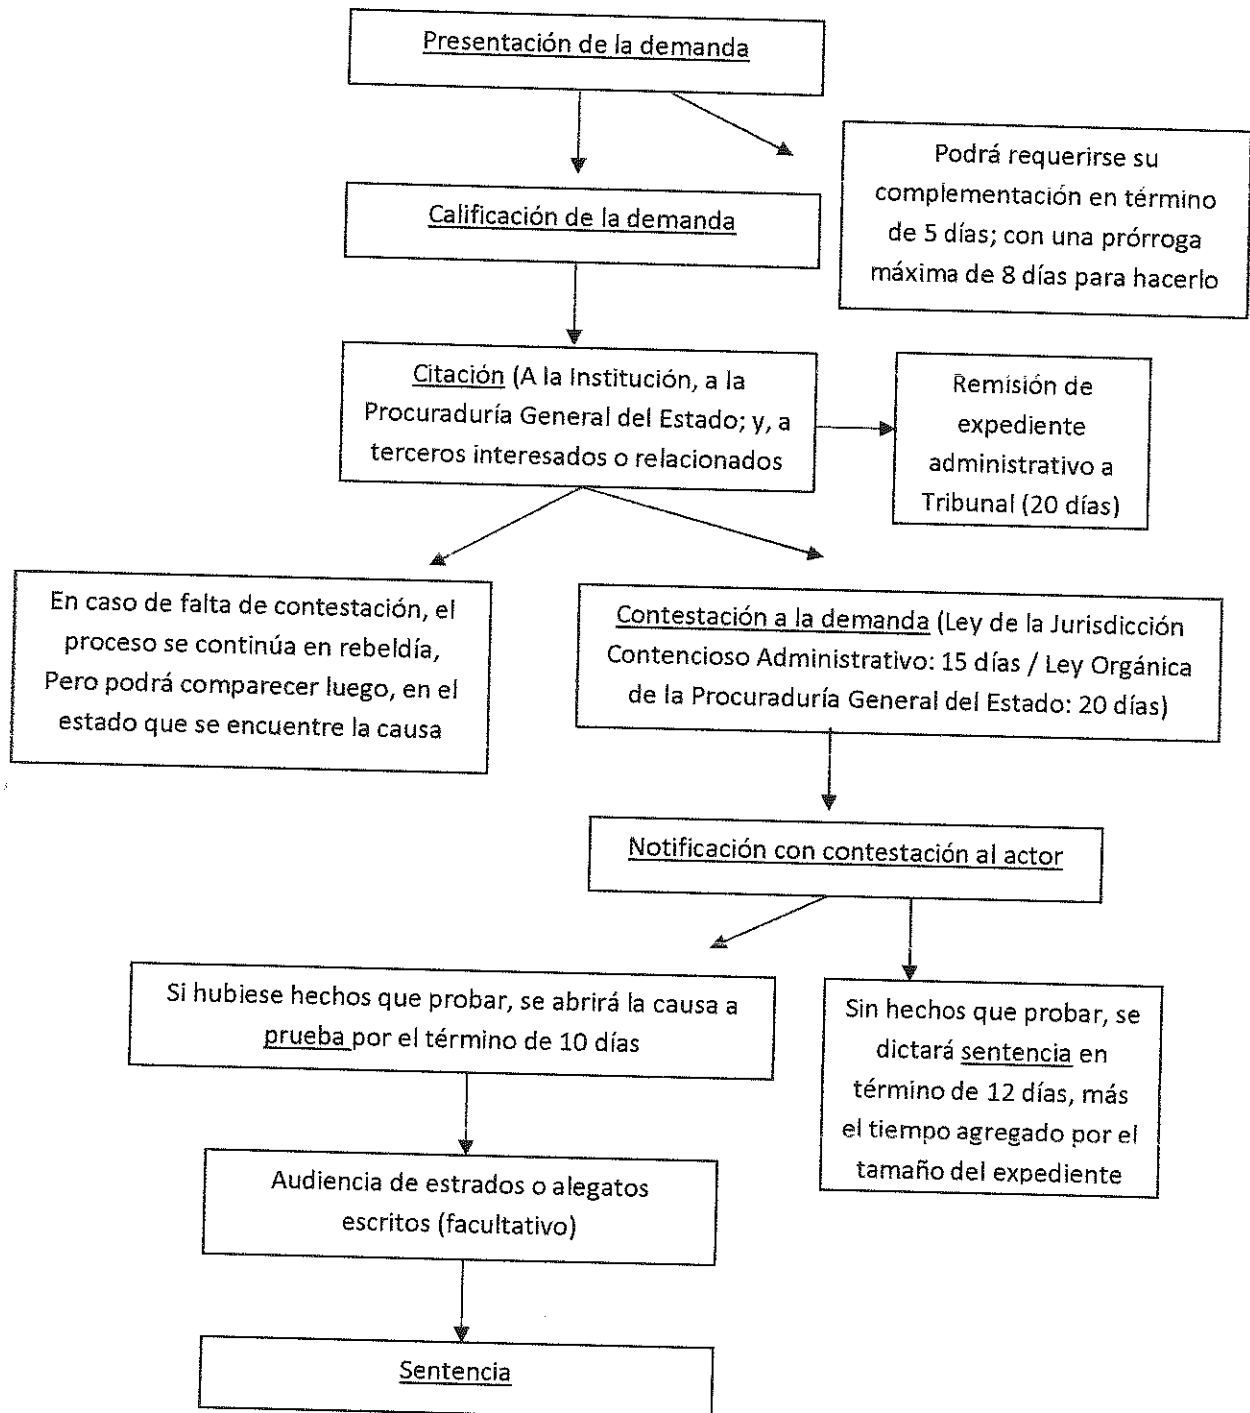 Presentación de la demanda
Podrá requerirse su
complementación en término
de 5 días; con una prórroga
máxima de 8 días para hacerlo
Calificación de la demanda
Citación (A la Institución, a la
Procuraduría General del Estado; y, a
terceros interesados o relacionados
Remisión de
expediente
administrativo a
Tribunal (20 días)
En caso de falta de contestación, el
proceso se continúa en rebeldía,
Pero podrá comparecer luego, en el
estado que se encuentre la causa
Contestación a la demanda (Ley de la Jurisdicción
Contencioso Administrativo: 15 días / Ley Orgánica
de la Procuraduría General del Estado: 20 días)
Notificación con contestación al actor
Si hubiese hechos que probar, se abrirá la causa a
prueba por el término de 10 días
Sin hechos que probar, se
dictará sentencia en
término de 12 días, más
el tiempo agregado por el
tamaño del expediente
Audiencia de estrados o alegatos
escritos (facultativo)
Sentencia